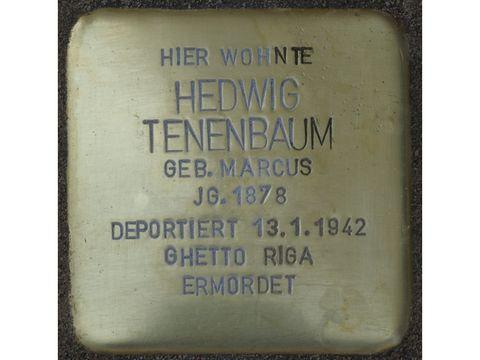 HIER WOHNTE
HEDWIG
TENENBAUM
GEB. MARCUS
JG. 1878
DEPORTIERT 13.1.1942
GHETTO RIGA
ERMORDET